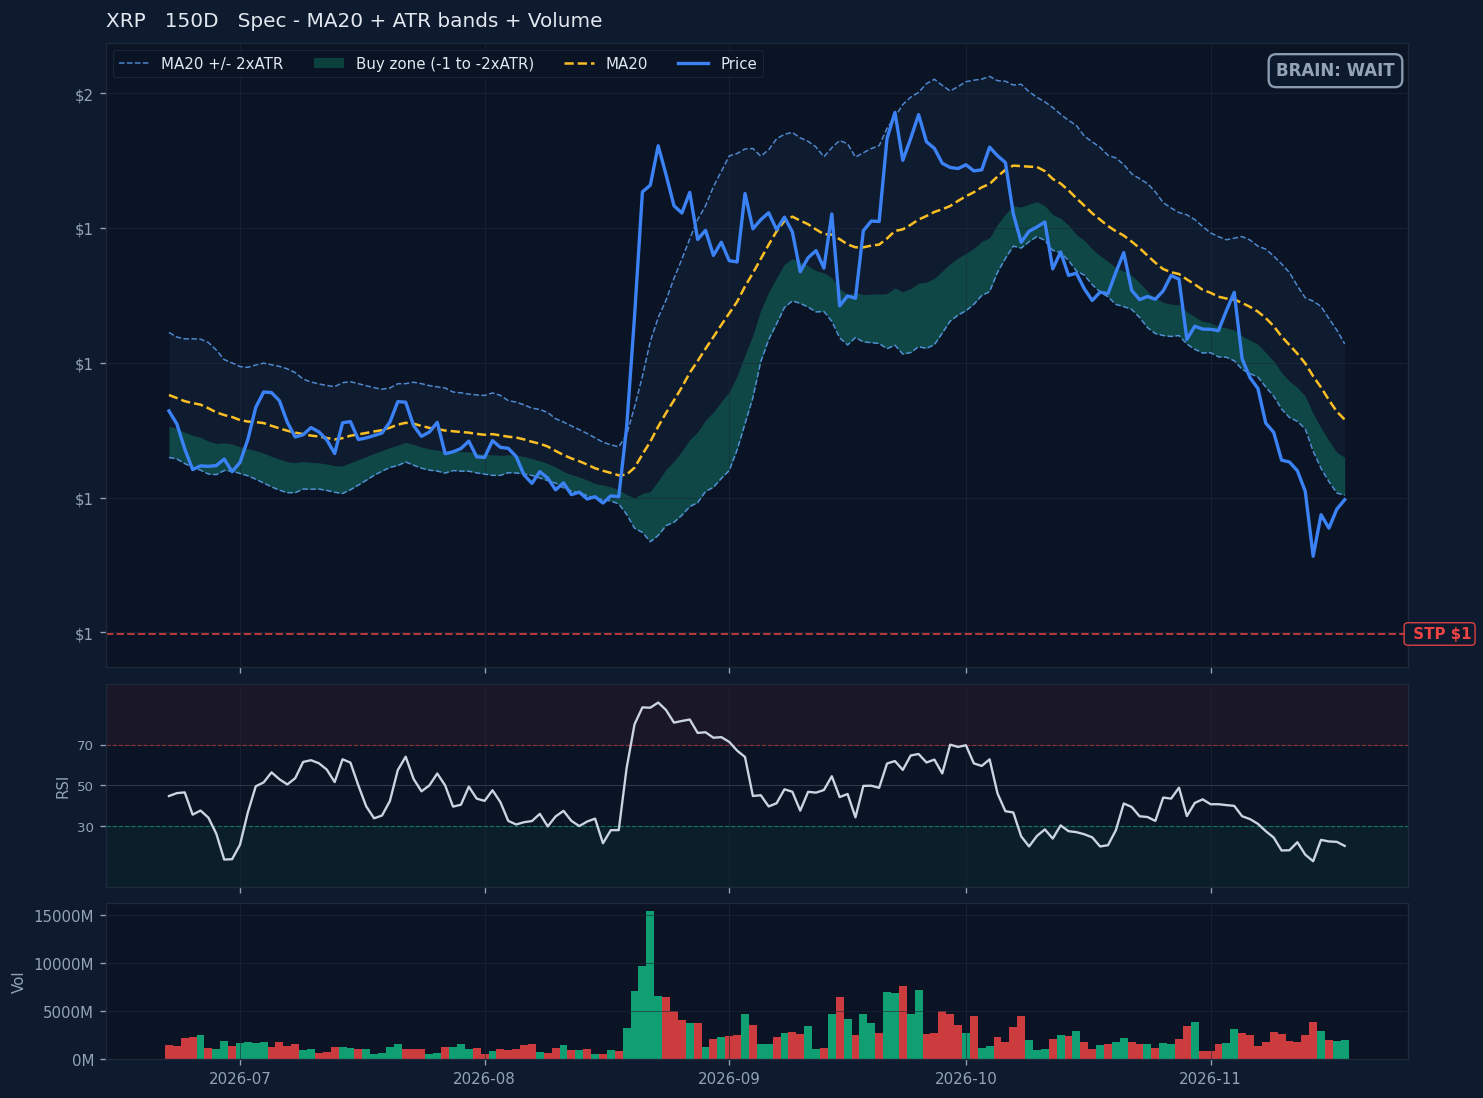 XRP   150D   Spec - MA20 + ATR bands + Volume
MA20 +/- 2xATR
Buy zone (-1 to -2xATR)
MA20
Price
BRAIN: WAIT
$2
$1
$1
$1
$1
STP $1
70
50
30
RSI
15000M
10000M
5000M
0M
Vol
2026-07
2026-08
2026-09
2026-10
2026-11